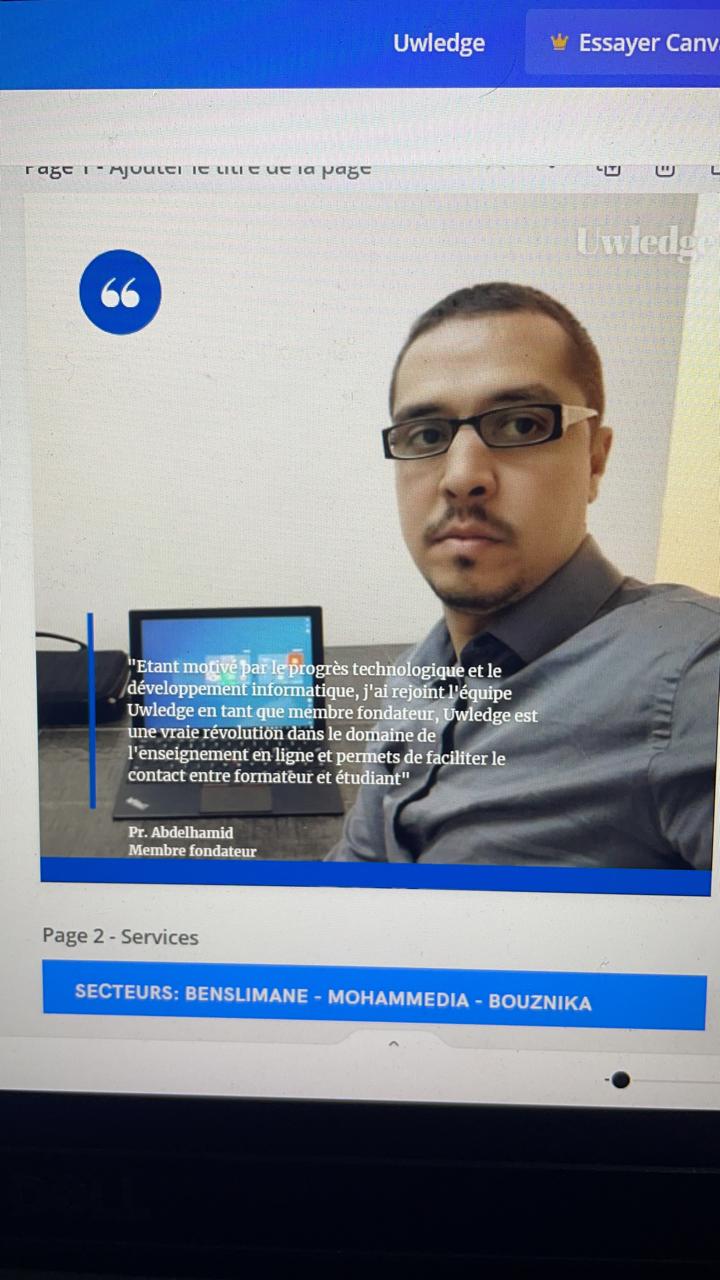 Uwledge
Essayer Canv
Page 1 - Ajouter le titre de la page
Uwledge
"Etant motivé par le progrès technologique et le
développement informatique, j'ai rejoint l'équipe
Uwledge en tant que membre fondateur, Uwledge est
une vraie révolution dans le domaine de
l'enseignement en ligne et permets de faciliter le
contact entre formateur et étudiant"
Pr. Abdelhamid
Membre fondateur
Page 2 - Services
SECTEURS: BENSLIMANE - MOHAMMEDIA - BOUZNIKA